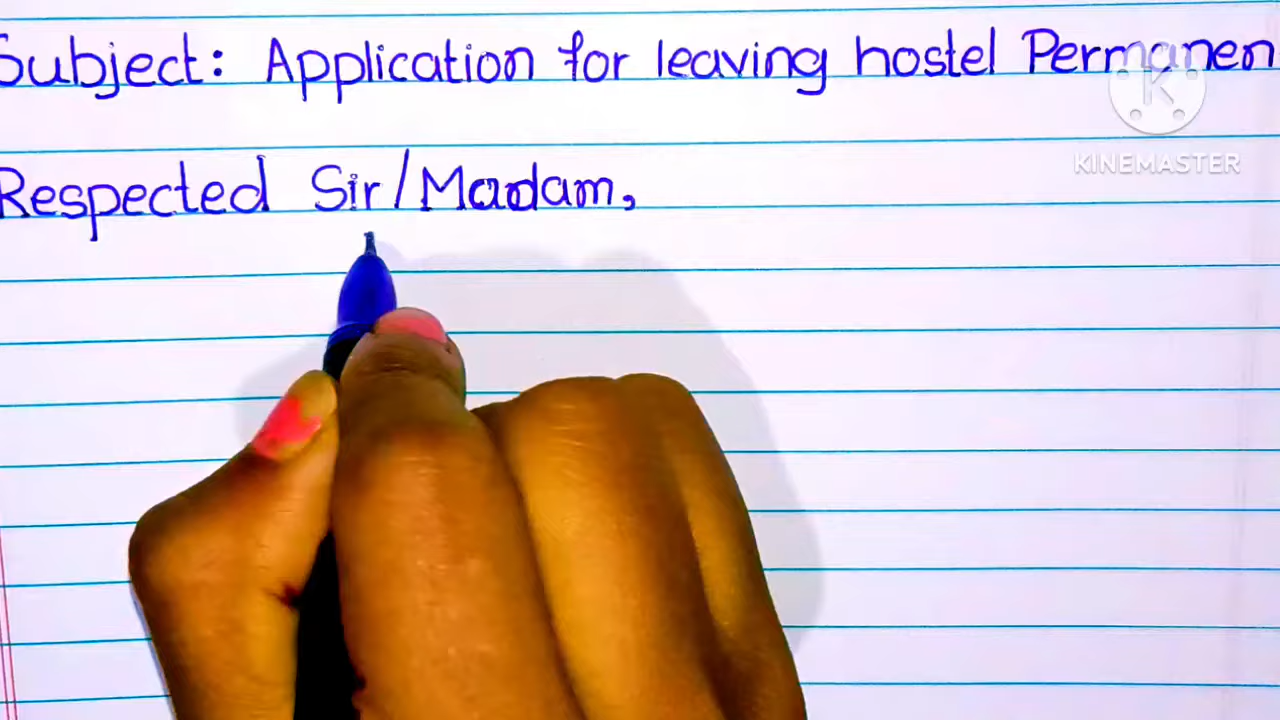 Subject: Application for leaving hostel Permanen
Respected Sir/Madam,
KINEMASTER